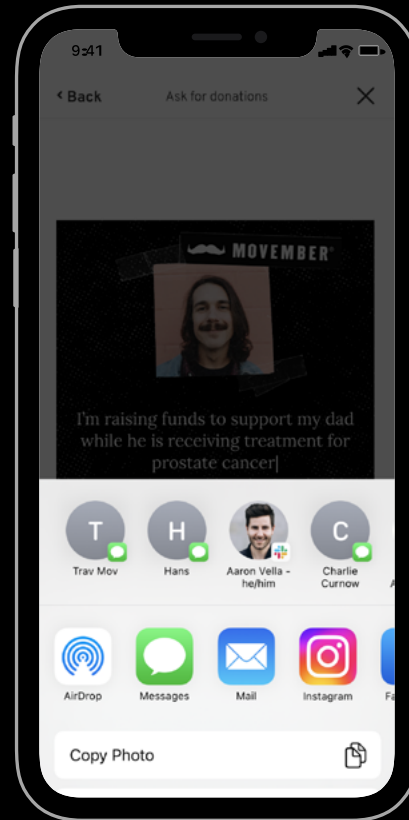 9:41
Back
Ask for donations
MOVEMBER®
I'm raising funds to support my dad
while he is receiving treatment for
prostate cancer
T
H
C
Trav Mov
Hans
Aaron Vella -
he/him
Charlie
Curnow
AirDrop
Messages
Mail
Instagram
Fa
Copy Photo